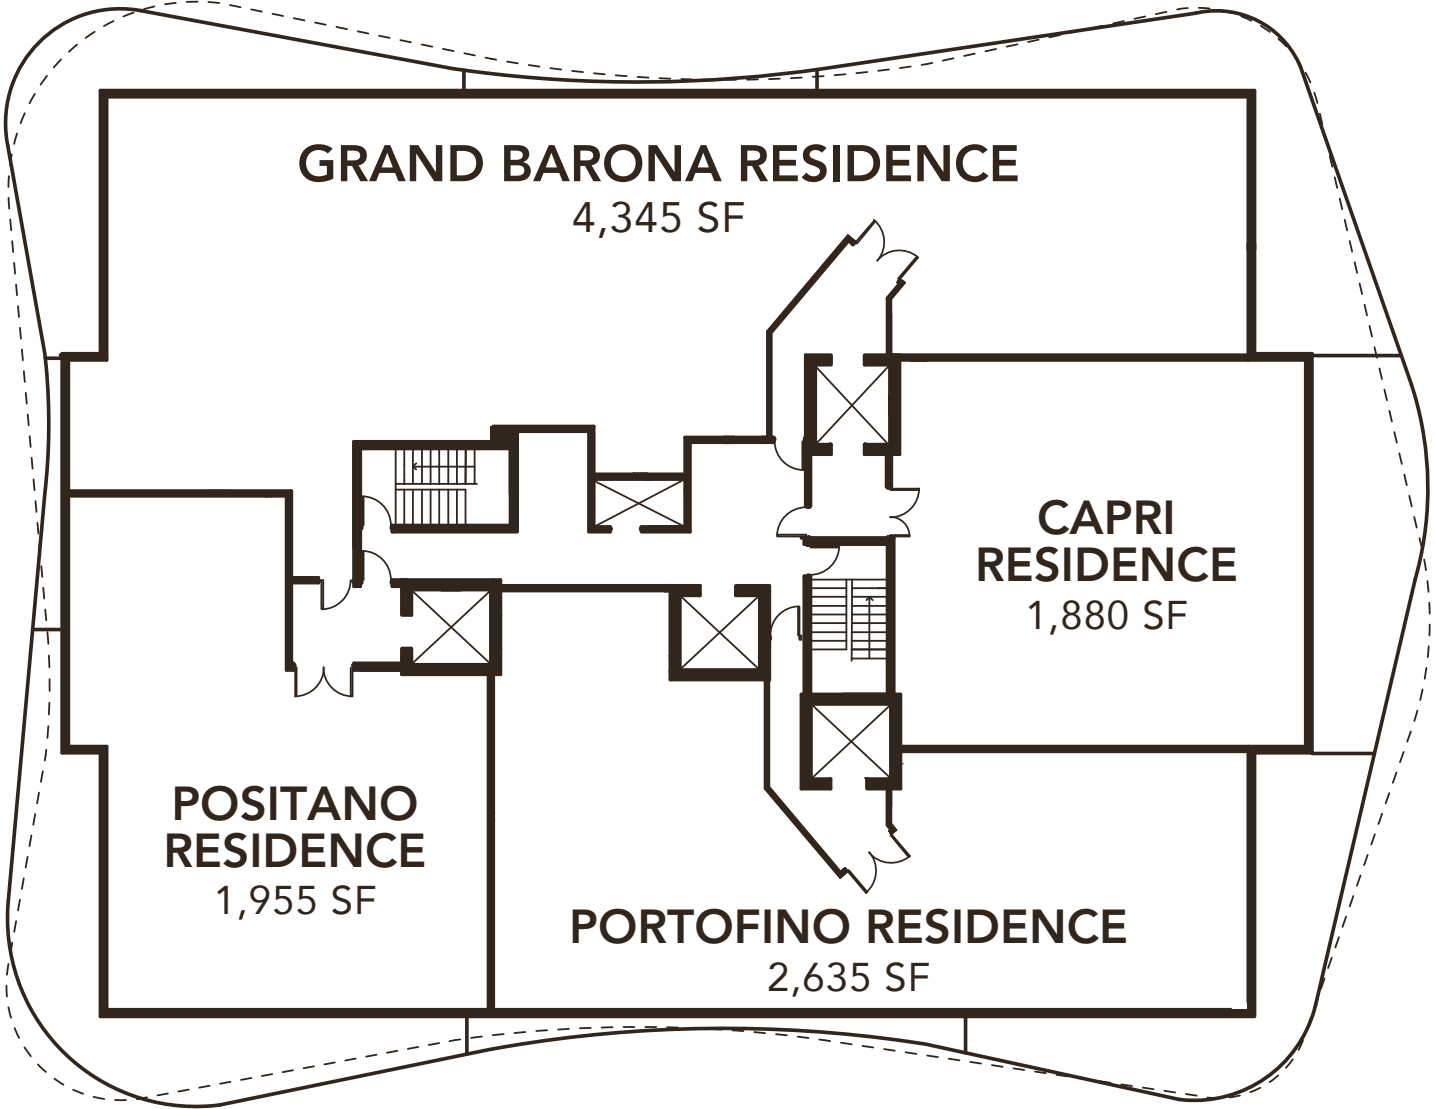 GRAND BARONA RESIDENCE
4,345 SF
CAPRI
RESIDENCE
1,880 SF
POSITANO
RESIDENCE
1,955 SF
PORTOFINO RESIDENCE
2,635 SF